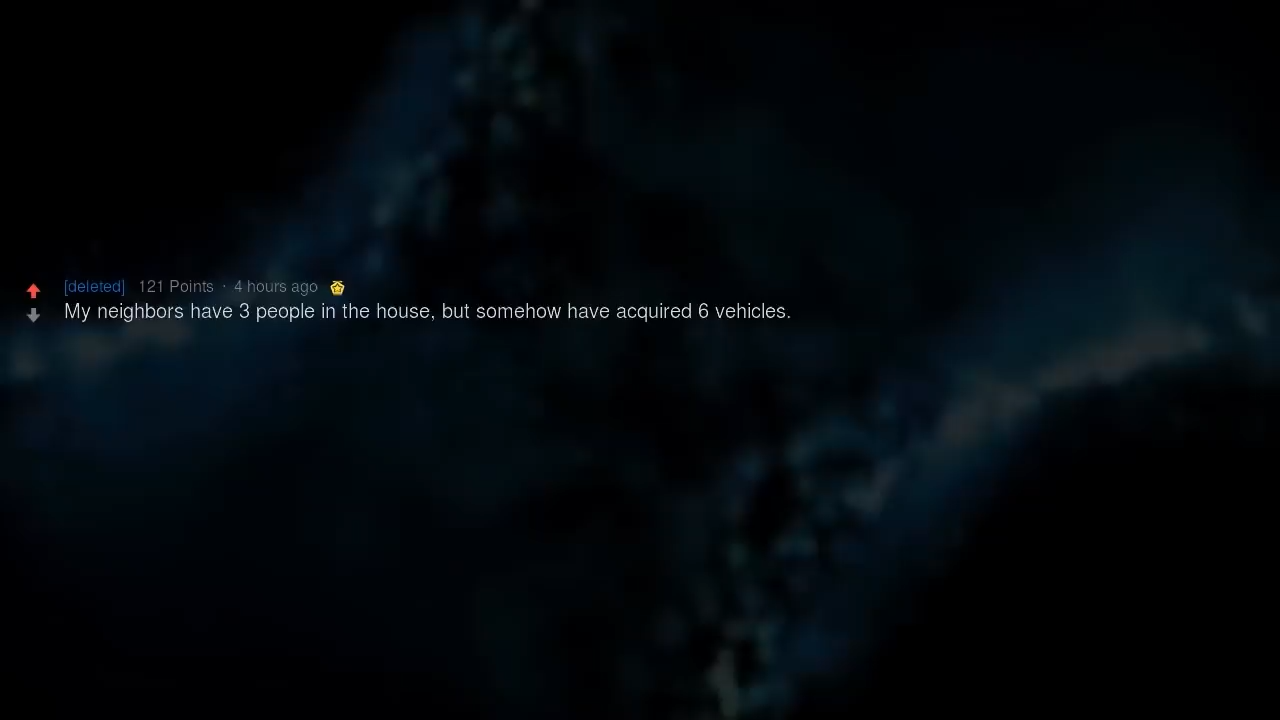 [deleted] 121 Points · 4 hours ago
My neighbors have 3 people in the house, but somehow have acquired 6 vehicles.